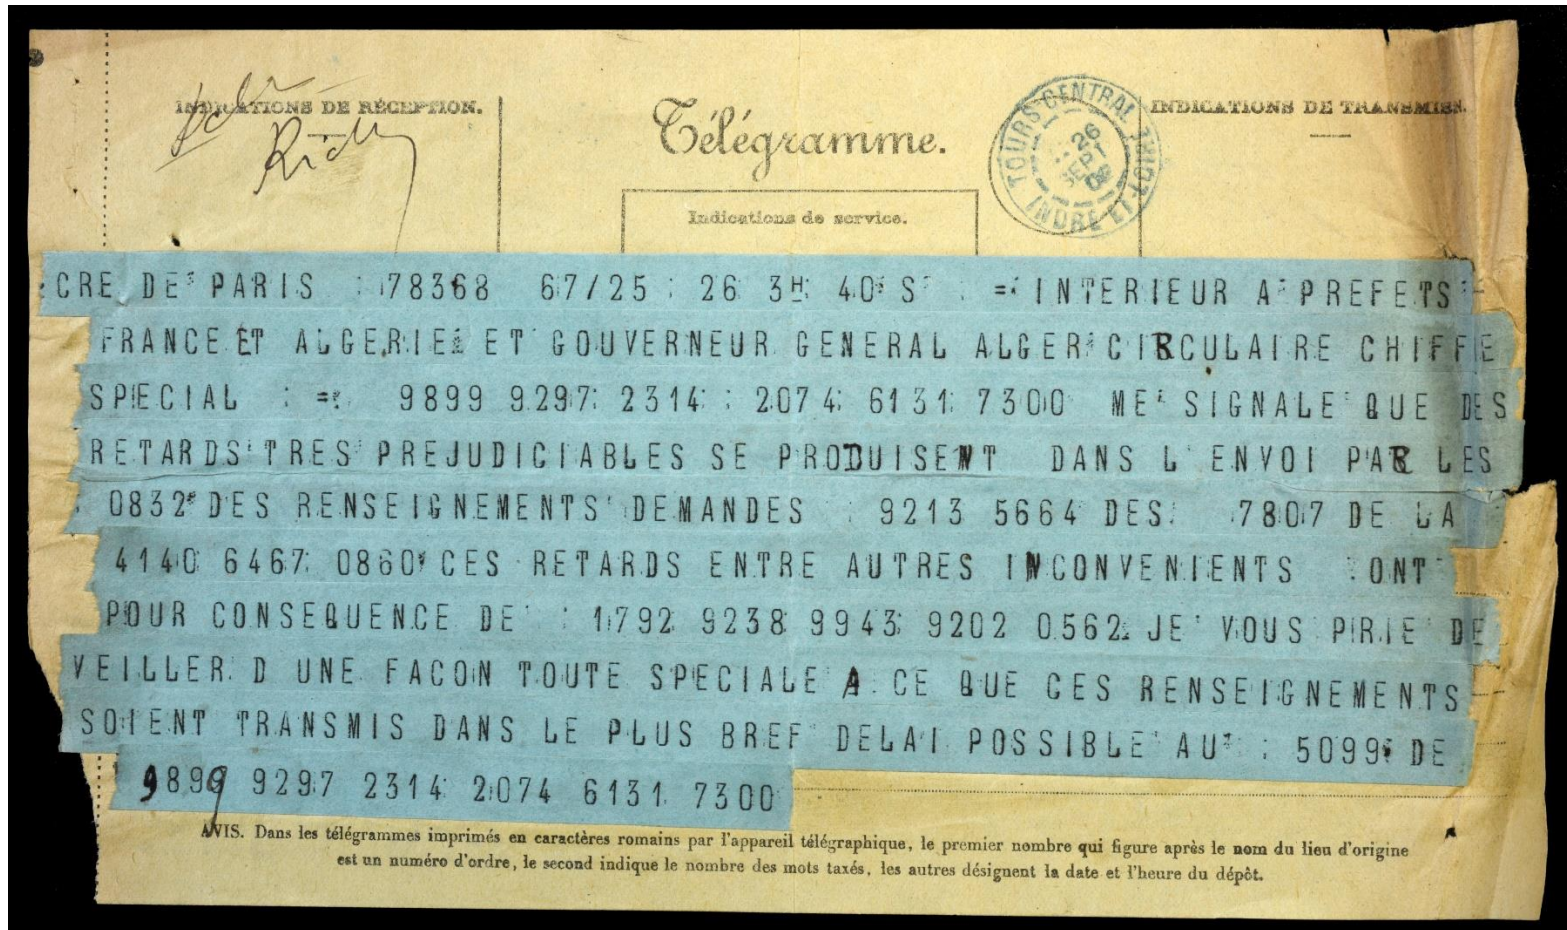 INDICATIONS DE RÉCEPTION.
Télégramme.
INDICATIONS DE TRANSMISS.
TOURS CENTRAL
26 SEPT 08
INDRE ET LOIRE
Indications de service.
CRE DE PARIS 78368 67/25 26 3H 40 S = INTERIEUR A PREFETS
FRANCE ET ALGERIE ET GOUVERNEUR GENERAL ALGER CIRCULAIRE CHIFFIE
SPECIAL = 9899 9297 2314 2074 6131 7300 ME SIGNALE QUE DES
RETARDS TRES PREJUDICIABLES SE PRODUISENT DANS L ENVOI PAR LES
0832 DES RENSEIGNEMENTS DEMANDES 9213 5664 DES 7807 DE LA
4140 6467 0860 CES RETARDS ENTRE AUTRES INCONVENIENTS ONT
POUR CONSEQUENCE DE 1792 9238 9943 9202 0562 JE VOUS PRIE DE
VEILLER D UNE FACON TOUTE SPECIALE A CE QUE CES RENSEIGNEMENTS
SOIENT TRANSMIS DANS LE PLUS BREF DELAI POSSIBLE AU 5099 DE
9899 9297 2314 2074 6131 7300
AVIS. Dans les télégrammes imprimés en caractères romains par l'appareil télégraphique, le premier nombre qui figure après le nom du lieu d'origine
est un numéro d'ordre, le second indique le nombre des mots taxés, les autres désignent la date et l'heure du dépôt.